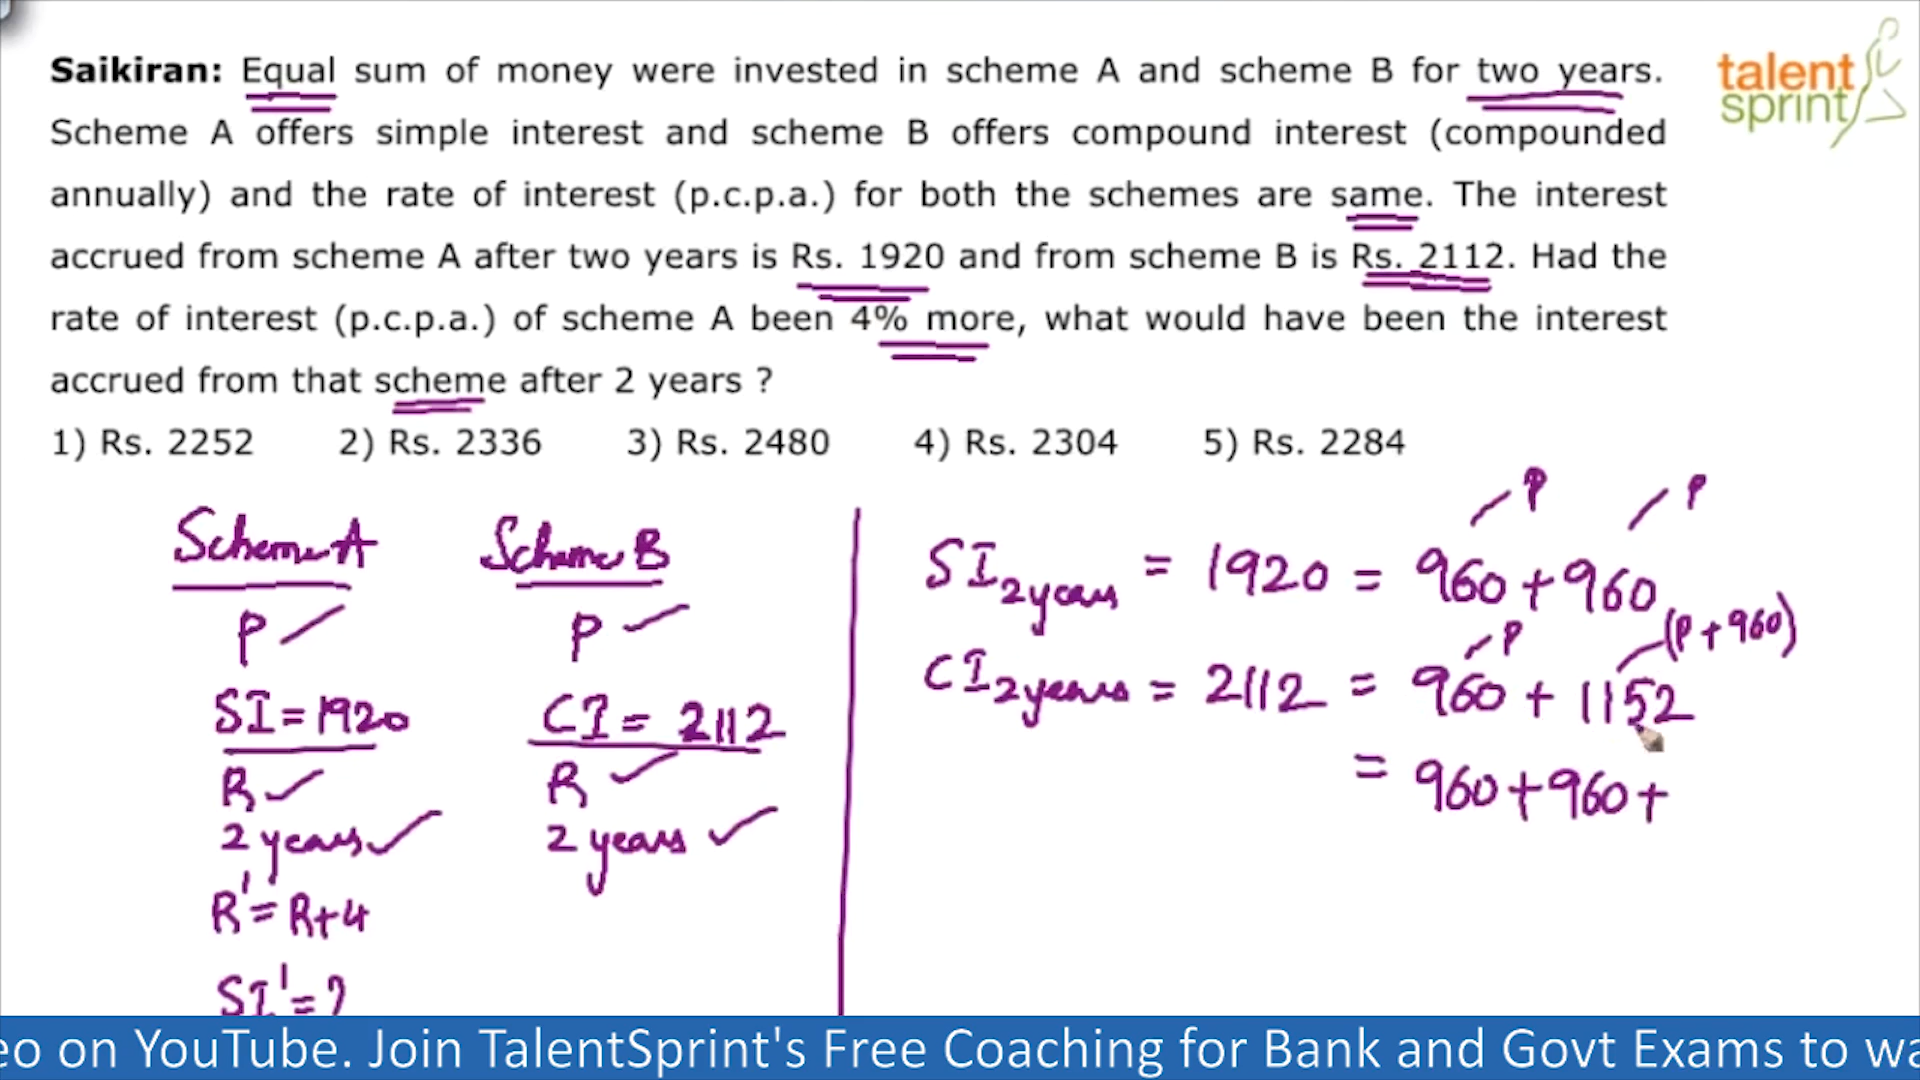 Saikiran: Equal sum of money were invested in scheme A and scheme B for two years.
Scheme A offers simple interest and scheme B offers compound interest (compounded
annually) and the rate of interest (p.c.p.a.) for both the schemes are same. The interest
accrued from scheme A after two years is Rs. 1920 and from scheme B is Rs. 2112. Had the
rate of interest (p.c.p.a.) of scheme A been 4% more, what would have been the interest
accrued from that scheme after 2 years ?
1) Rs. 2252 2) Rs. 2336 3) Rs. 2480 4) Rs. 2304 5) Rs. 2284
talent
sprint
Scheme A
P
SI = 1920
R
2 years
R' = R+4
SI' = ?
Scheme B
P
CI = 2112
R
2 years
P P
SI 2 years = 1920 = 960 + 960
P (P + 960)
CI 2 years = 2112 = 960 + 1152
= 960 + 960 +
eo on YouTube. Join TalentSprint's Free Coaching for Bank and Govt Exams to wa